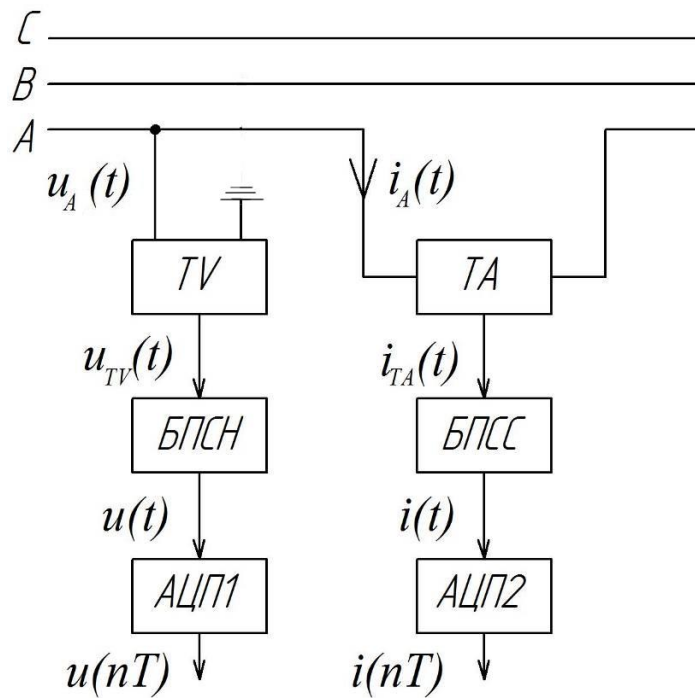 C
B
A
u_A (t)
i_A(t)
TV
TA
u_TV(t)
i_TA(t)
БПСН
БПСС
u(t)
i(t)
АЦП1
АЦП2
u(nT)
i(nT)